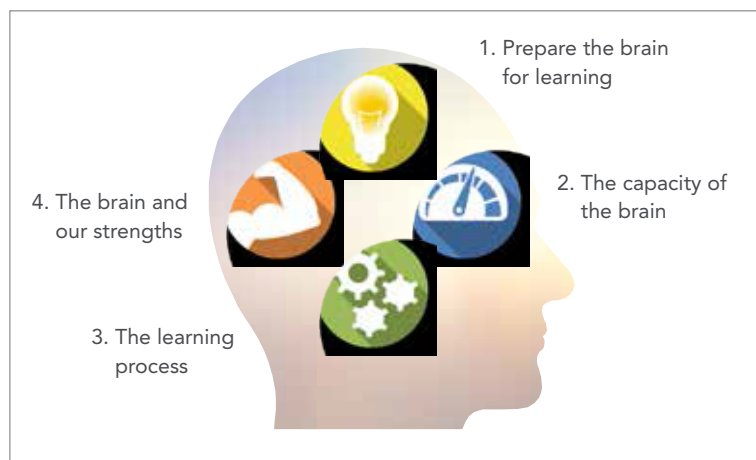 1. Prepare the brain
for learning
2. The capacity of
the brain
3. The learning
process
4. The brain and
our strengths